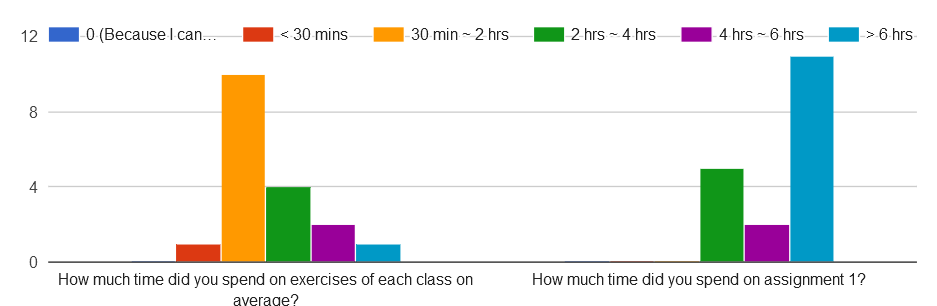 12
0 (Because I can...
< 30 mins
30 min ~ 2 hrs
2 hrs ~ 4 hrs
4 hrs ~ 6 hrs
> 6 hrs
8
4
0
How much time did you spend on exercises of each class on
average?
How much time did you spend on assignment 1?